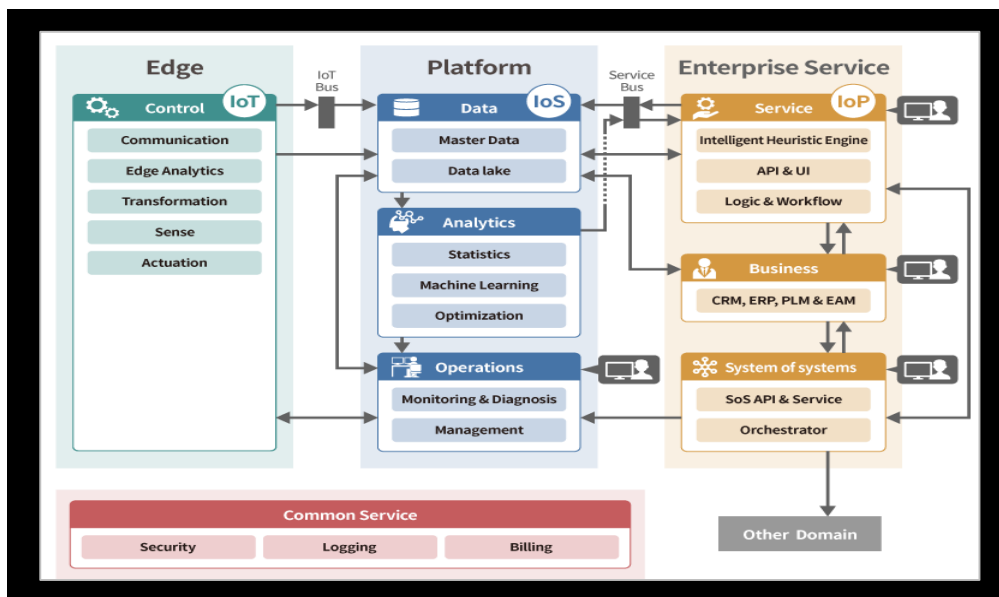 Edge
IoT
Bus
Platform
Service
Bus
Enterprise Service
Control
IoT
Communication
Edge Analytics
Transformation
Sense
Actuation
Data
IoS
Master Data
Data lake
Analytics
Statistics
Machine Learning
Optimization
Operations
Monitoring & Diagnosis
Management
Service
IoP
Intelligent Heuristic Engine
API & UI
Logic & Workflow
Business
CRM, ERP, PLM & EAM
System of systems
SoS API & Service
Orchestrator
Other Domain
Common Service
Security
Logging
Billing